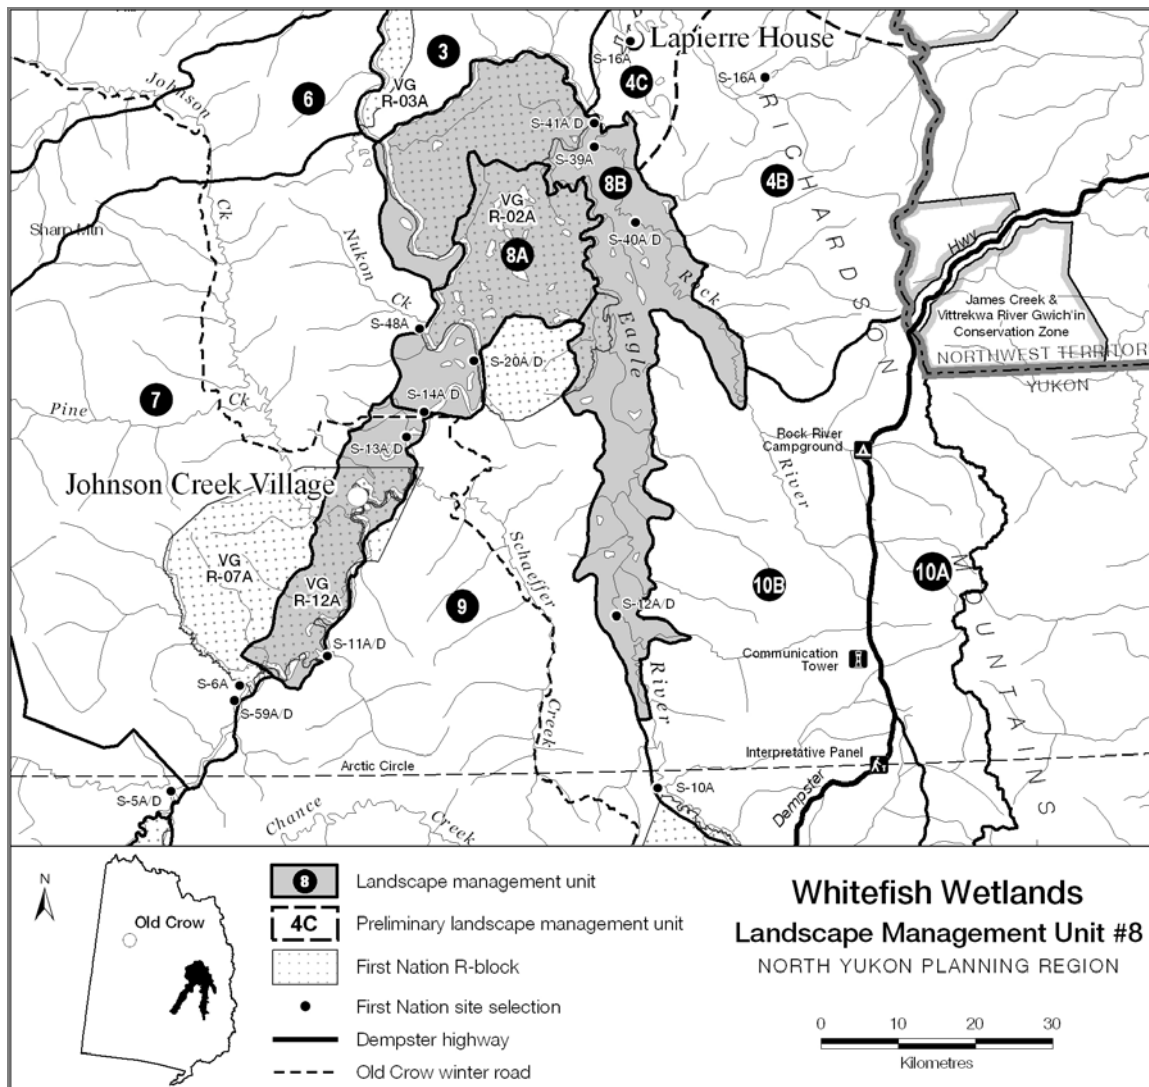 Lapierre House
S-16A
3
4C
S-16A
6
VG
R-03A
Johnson
S-41A/D
S-39A
8B
4B
RICHARDSON
VG
R-02A
8A
Ck
Sharp Mtn
Nukon
S-40A/D
Hwy
Rock
Ck
James Creek &
Vittrekwa River Gwich'in
Conservation Zone
S-48A
Eagle
NORTHWEST TERRITOR
YUKON
S-20A/D
7
Pine
Ck
S-14A/D
Rock River
Campground
S-13A/D
River
Johnson Creek Village
Schaeffer
VG
R-07A
VG
R-12A
9
10B
10A
MOUNTAINS
S-12A/D
S-11A/D
Communication
Tower
S-6A
S-59A/D
River
Creek
Interpretative Panel
Arctic Circle
S-5A/D
S-10A
Chance
Creek
Dempster
N
Old Crow
8
Landscape management unit
4C
Preliminary landscape management unit
First Nation R-block
First Nation site selection
Dempster highway
Old Crow winter road
Whitefish Wetlands
Landscape Management Unit #8
NORTH YUKON PLANNING REGION
0 10 20 30
Kilometres